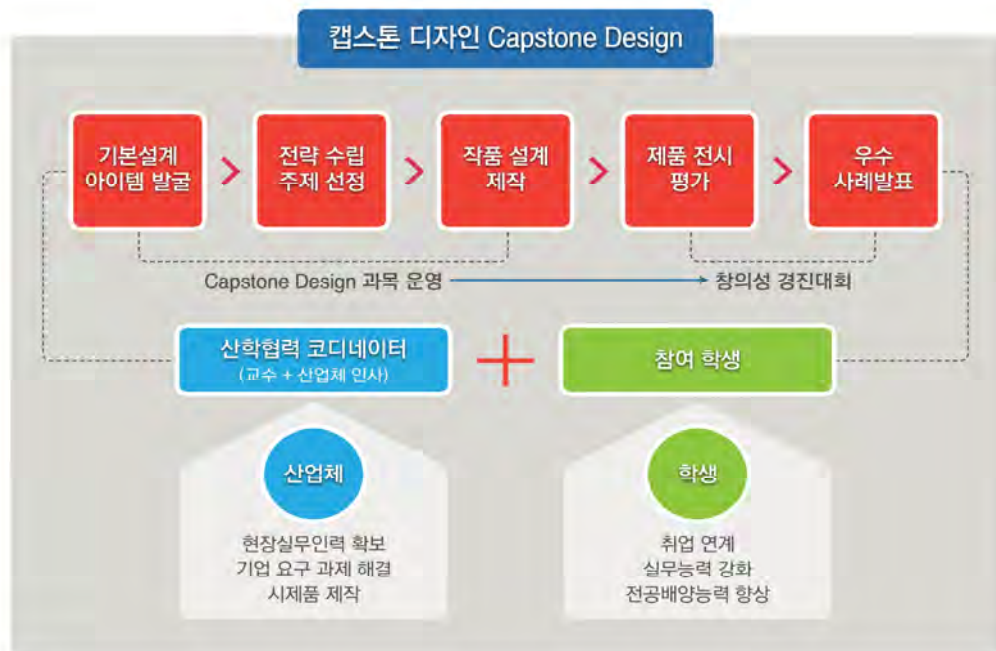 캡스톤 디자인 Capstone Design
기본설계
아이템 발굴
전략 수립
주제 선정
작품 설계
제작
제품 전시
평가
우수
사례발표
Capstone Design 과목 운영
창의성 경진대회
산학협력 코디네이터
(교수 + 산업체 인사)
참여 학생
산업체
현장실무인력 확보
기업 요구 과제 해결
시제품 제작
학생
취업 연계
실무능력 강화
전공배양능력 향상